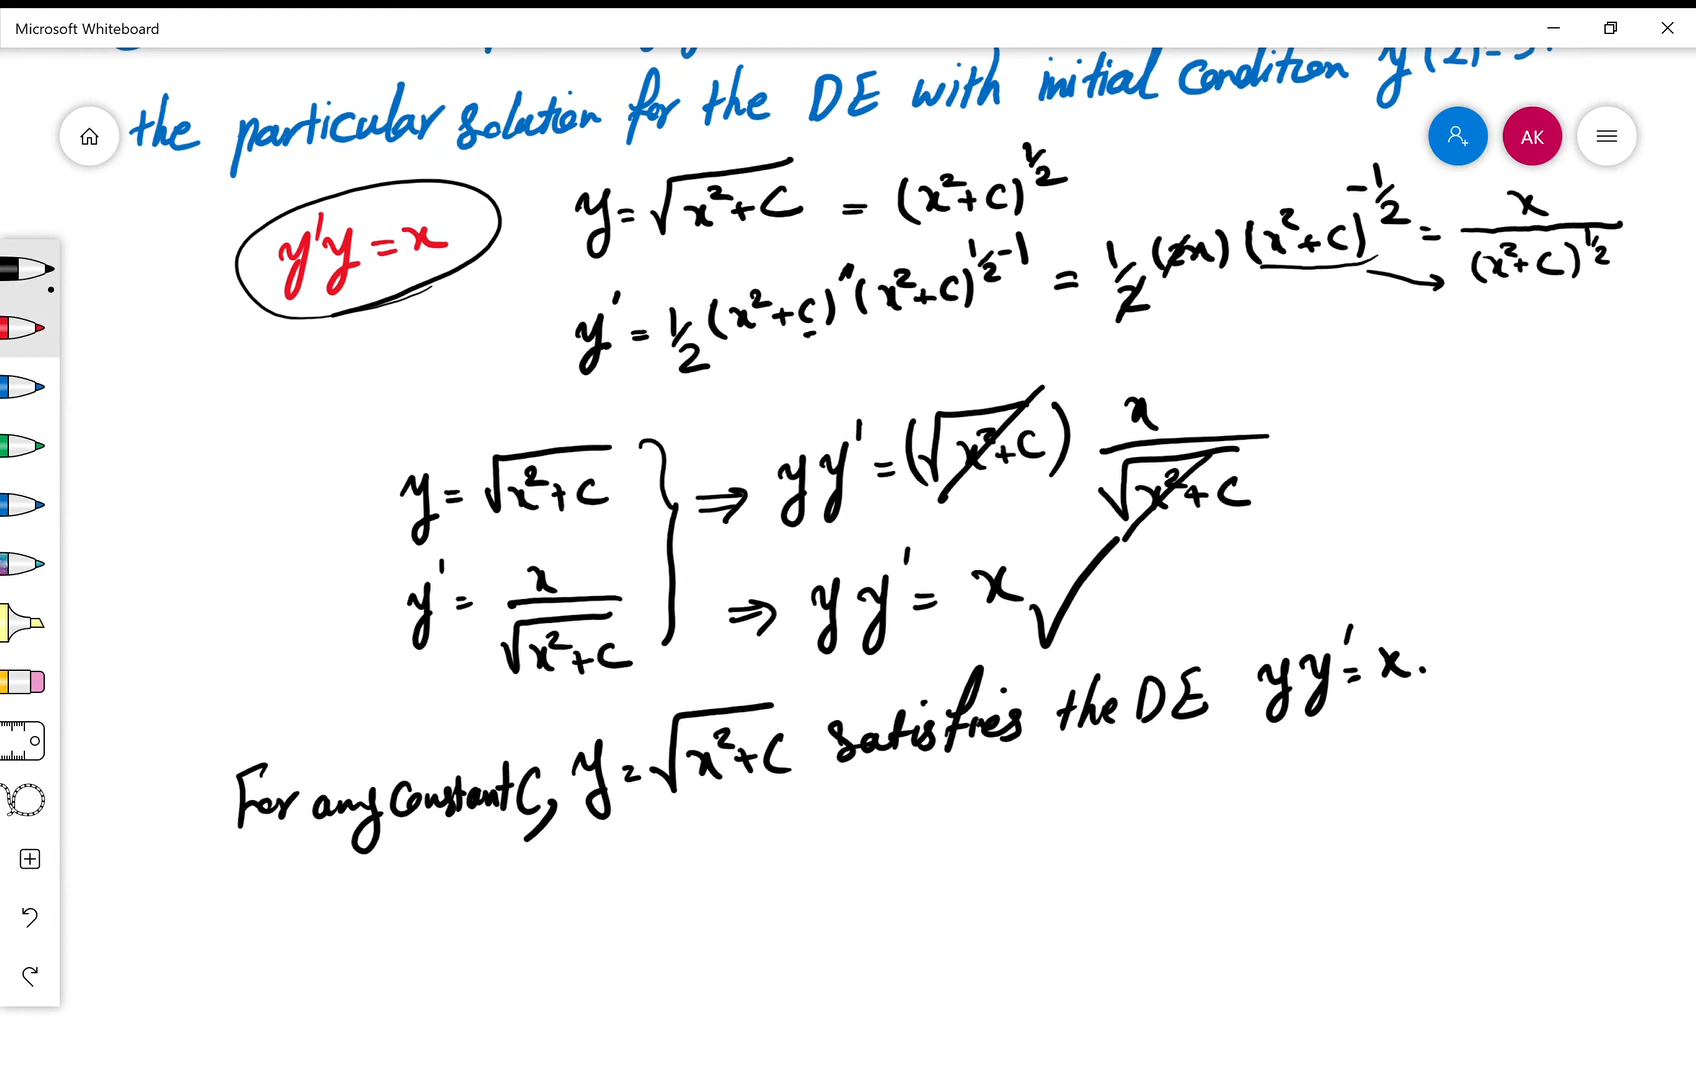 Microsoft Whiteboard
the particular solution for the DE with initial condition y(2)=3.
AK
y'y = x
y = √(x²+C) = (x²+C)^(1/2)
y' = 1/2 (x²+C)' (x²+C)^(1/2 -1) = 1/2 (2x) (x²+C)^(-1/2) = x/(x²+C)^(1/2)
y = √(x²+C) ⇒ yy' = (√(x²+C)) x/√(x²+C)
y' = x/√(x²+C) ⇒ yy' = x ✓
For any constant C, y = √(x²+C) satisfies the DE yy' = x.